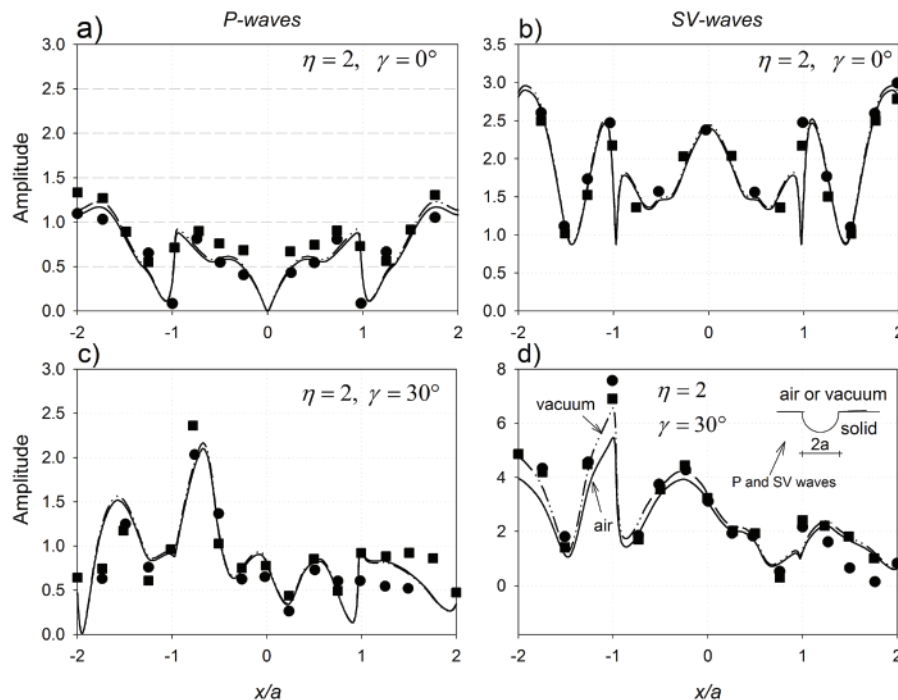 P-waves
SV-waves
a)
η = 2, γ = 0°
Amplitude
3.0
2.5
2.0
1.5
1.0
0.5
0.0
-2 -1 0 1 2
b)
η = 2, γ = 0°
3.5
3.0
2.5
2.0
1.5
1.0
0.5
0.0
-2 -1 0 1 2
c)
η = 2, γ = 30°
Amplitude
3.0
2.5
2.0
1.5
1.0
0.5
0.0
-2 -1 0 1 2
x/a
d)
η = 2
γ = 30°
vacuum
air
air or vacuum
solid
2a
P and SV waves
8
6
4
2
0
-2 -1 0 1 2
x/a